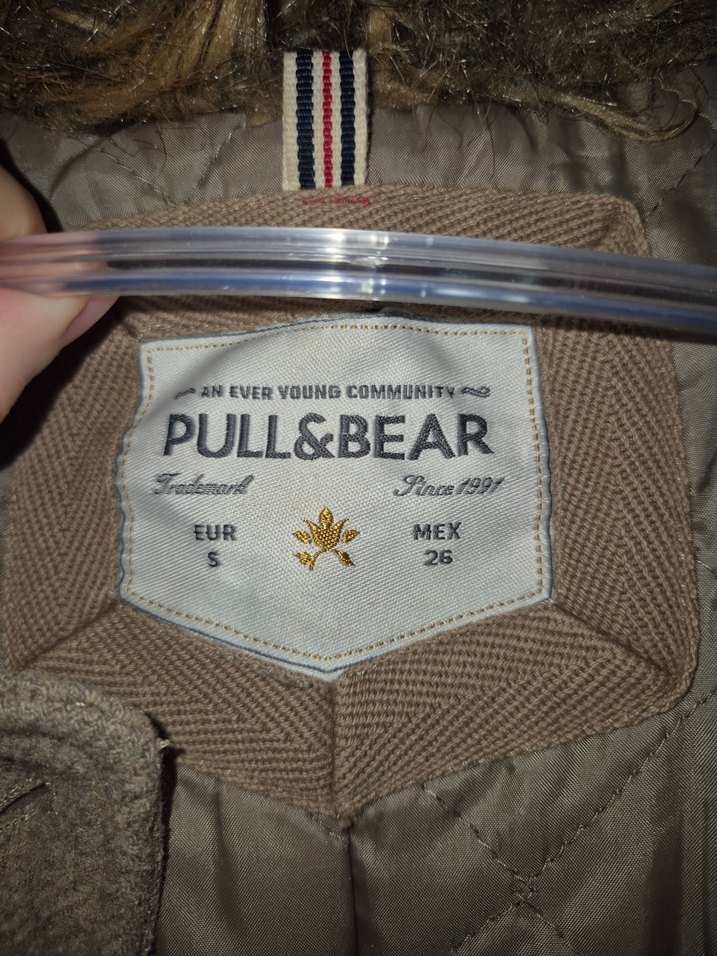 AN EVER YOUNG COMMUNITY
PULL&BEAR
Trademark Since 1991
EUR MEX
S 26